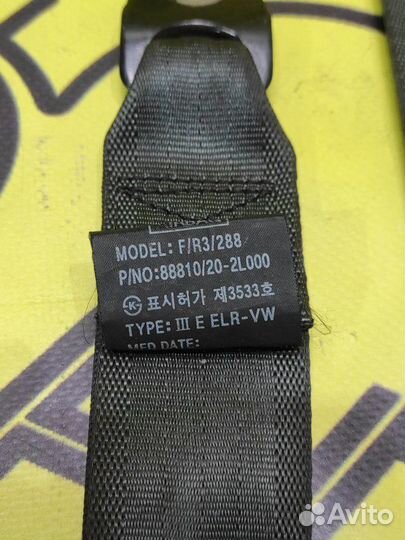 MODEL: F/R3/288
P/NO:88810/20-2L000
K 표시허가 제3533호
TYPE: III E ELR-VW
MFD DATE:
Avito